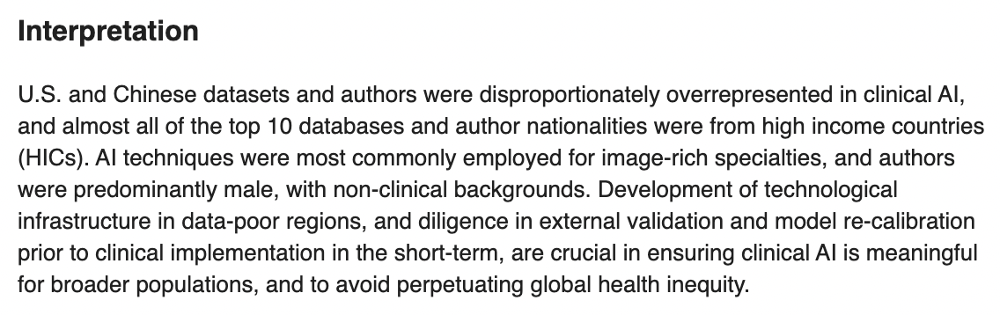 Interpretation
U.S. and Chinese datasets and authors were disproportionately overrepresented in clinical AI,
and almost all of the top 10 databases and author nationalities were from high income countries
(HICs). AI techniques were most commonly employed for image-rich specialties, and authors
were predominantly male, with non-clinical backgrounds. Development of technological
infrastructure in data-poor regions, and diligence in external validation and model re-calibration
prior to clinical implementation in the short-term, are crucial in ensuring clinical AI is meaningful
for broader populations, and to avoid perpetuating global health inequity.